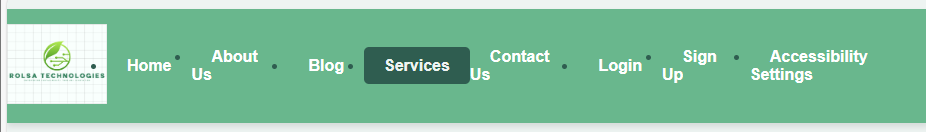 ROLSA TECHNOLOGIES
Home
About
Us
Blog
Services
Contact
Us
Login
Sign
Up
Accessibility
Settings